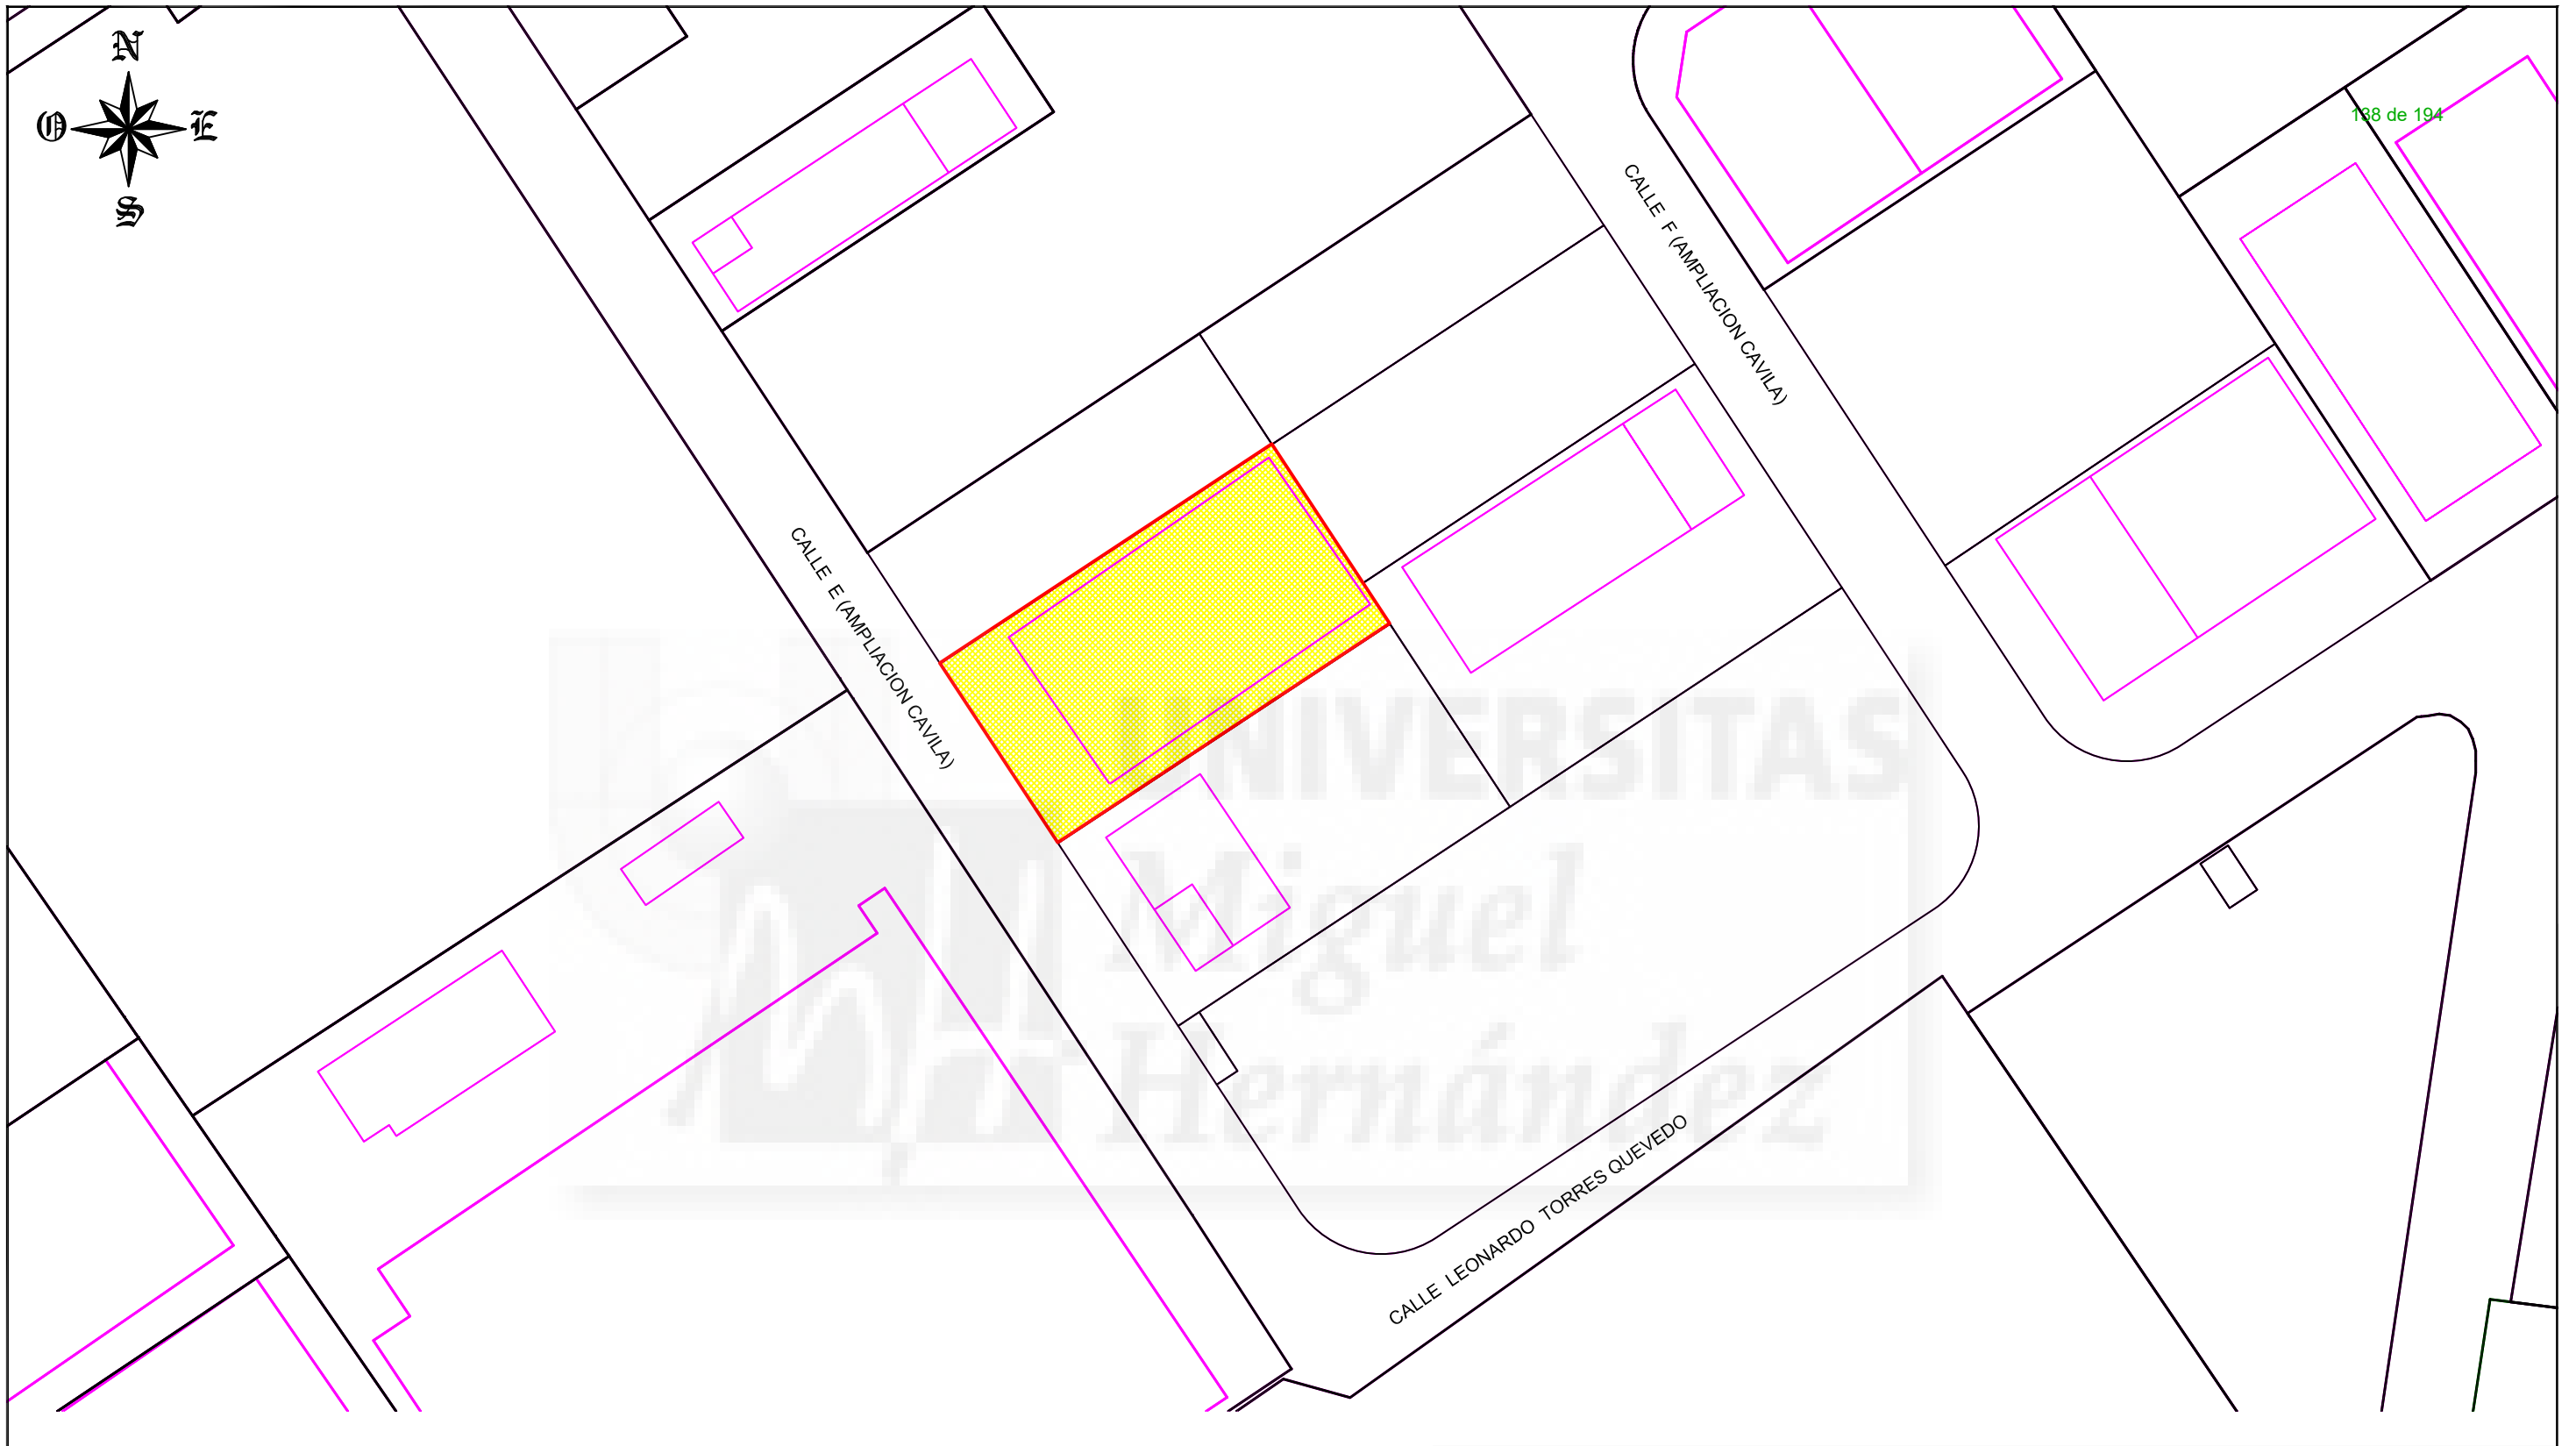 N
O
E
S
138 de 194
CALLE F (AMPLIACION CAVILA)
CALLE E (AMPLIACION CAVILA)
UNIVERSITAS
Miguel
Hernández
CALLE LEONARDO TORRES QUEVEDO